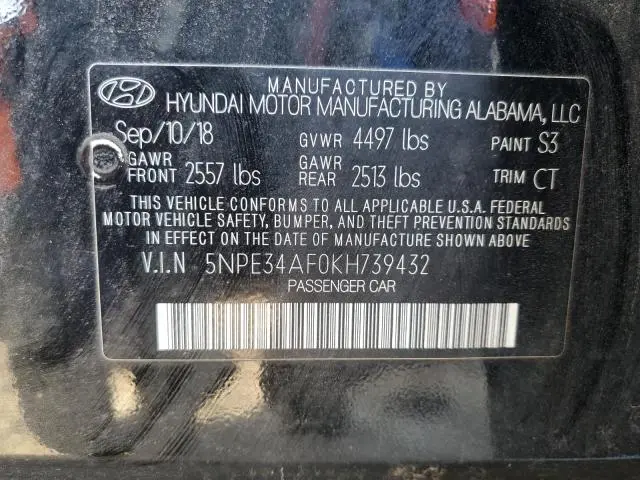 MANUFACTURED BY
HYUNDAI MOTOR MANUFACTURING ALABAMA, LLC
Sep/10/18 GVWR 4497 lbs PAINT S3
GAWR FRONT 2557 lbs GAWR REAR 2513 lbs TRIM CT
THIS VEHICLE CONFORMS TO ALL APPLICABLE U.S.A. FEDERAL
MOTOR VEHICLE SAFETY, BUMPER, AND THEFT PREVENTION STANDARDS
IN EFFECT ON THE DATE OF MANUFACTURE SHOWN ABOVE
V.I.N 5NPE34AF0KH739432
PASSENGER CAR